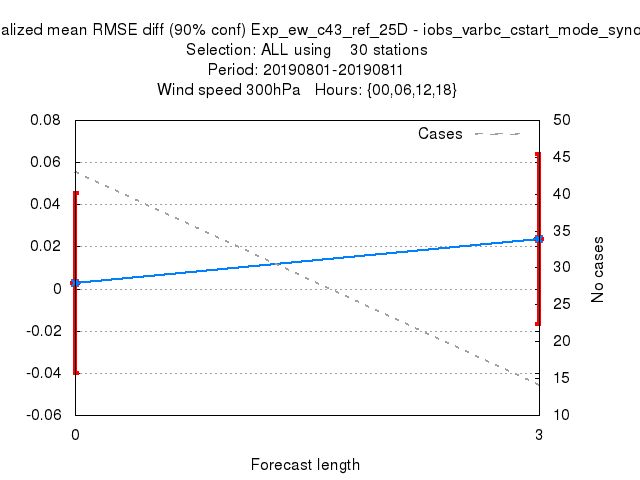 alized mean RMSE diff (90% conf) Exp_ew_c43_ref_25D - iobs_varbc_cstart_mode_syno
Selection: ALL using 30 stations
Period: 20190801-20190811
Wind speed 300hPa Hours: {00,06,12,18}
Cases
0.08
0.06
0.04
0.02
0
-0.02
-0.04
-0.06
50
45
40
35
30
25
20
15
10
No cases
0 3
Forecast length